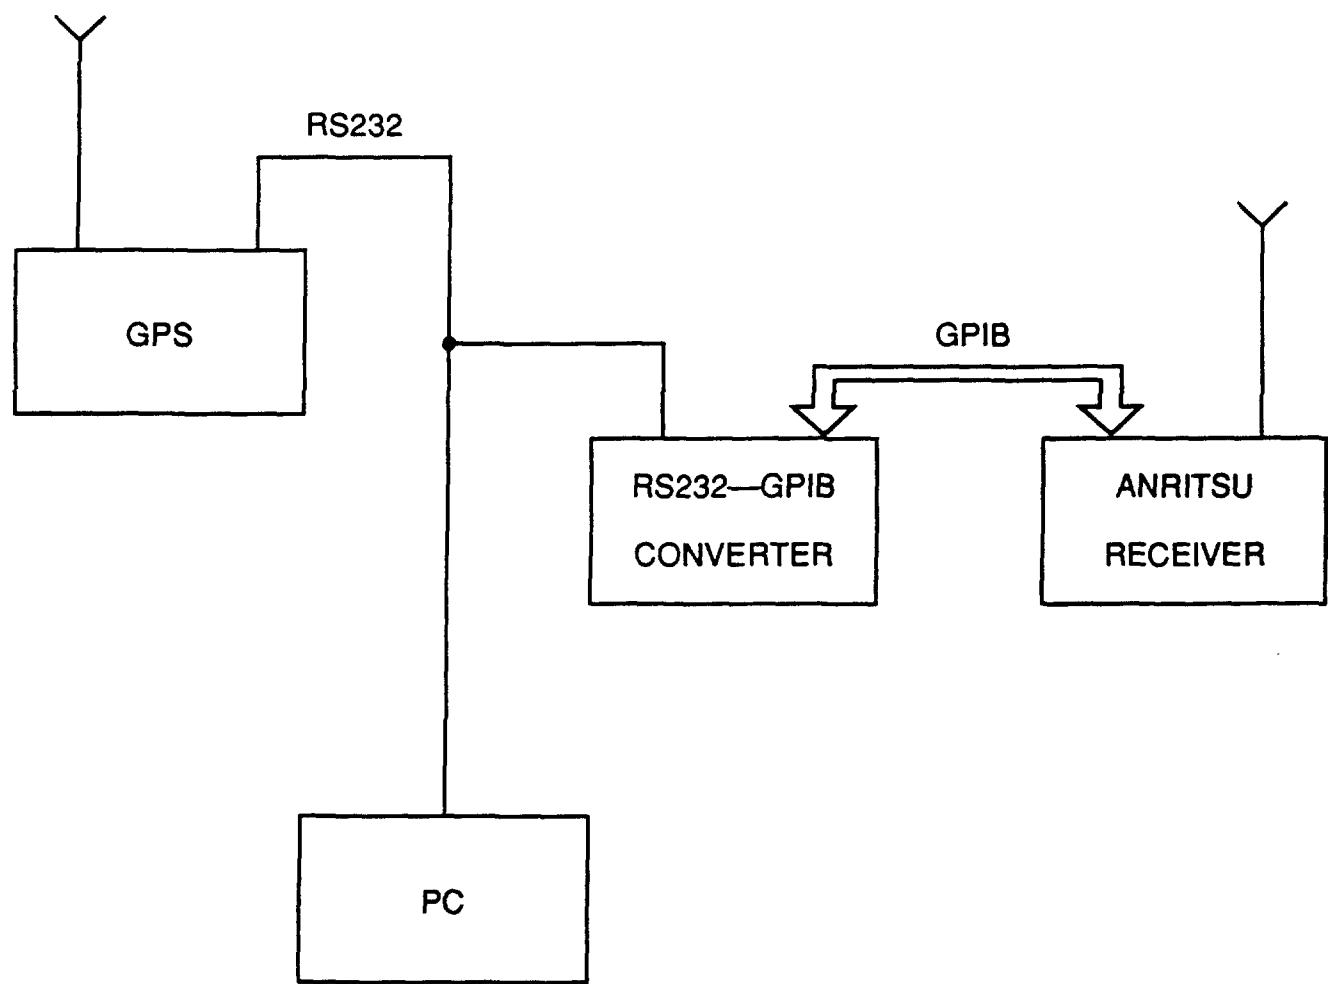 RS232
GPS
GPIB
RS232—GPIB
CONVERTER
ANRITSU
RECEIVER
PC